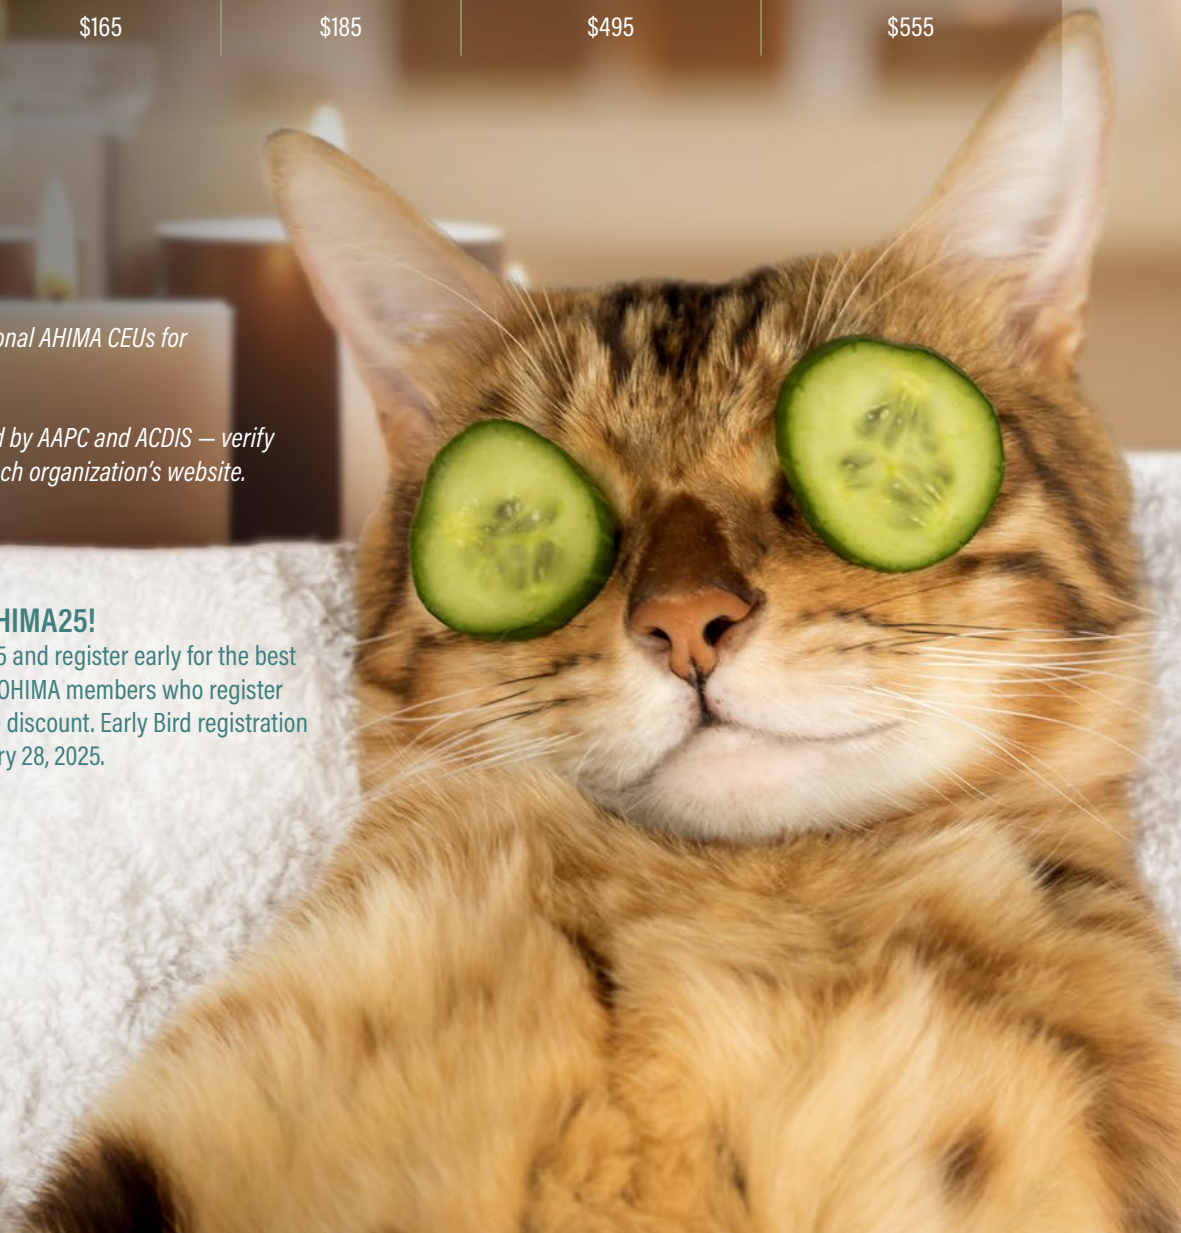 $165 $185 $495 $555
onal AHIMA CEUs for
d by AAPC and ACDIS – verify
ch organization’s website.
HIMA25!
5 and register early for the best
OHIMA members who register
discount. Early Bird registration
ry 28, 2025.